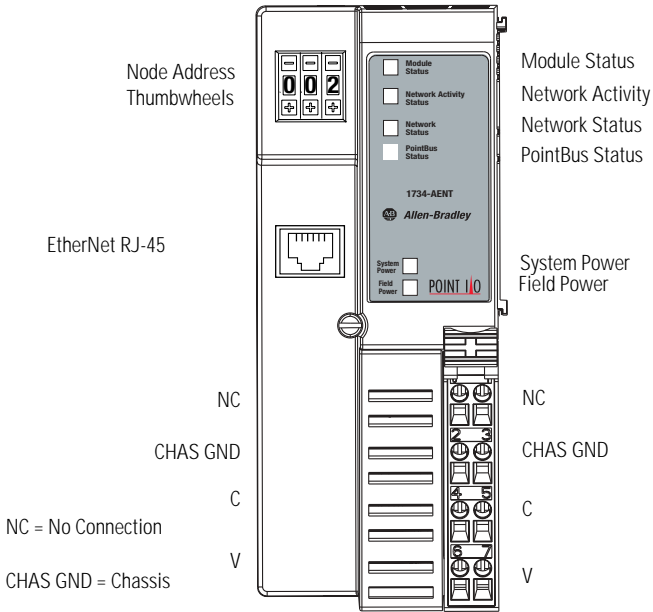 Node Address
Thumbwheels
0 0 2
Module
Status
Network Activity
Status
Network
Status
PointBus
Status
Module Status
Network Activity
Network Status
PointBus Status
1734-AENT
AB Allen-Bradley
EtherNet RJ-45
System
Power
Field
Power
POINT I/O
System Power
Field Power
NC
NC
2 3
CHAS GND
CHAS GND
4 5
C
C
NC = No Connection
6 7
V
V
CHAS GND = Chassis